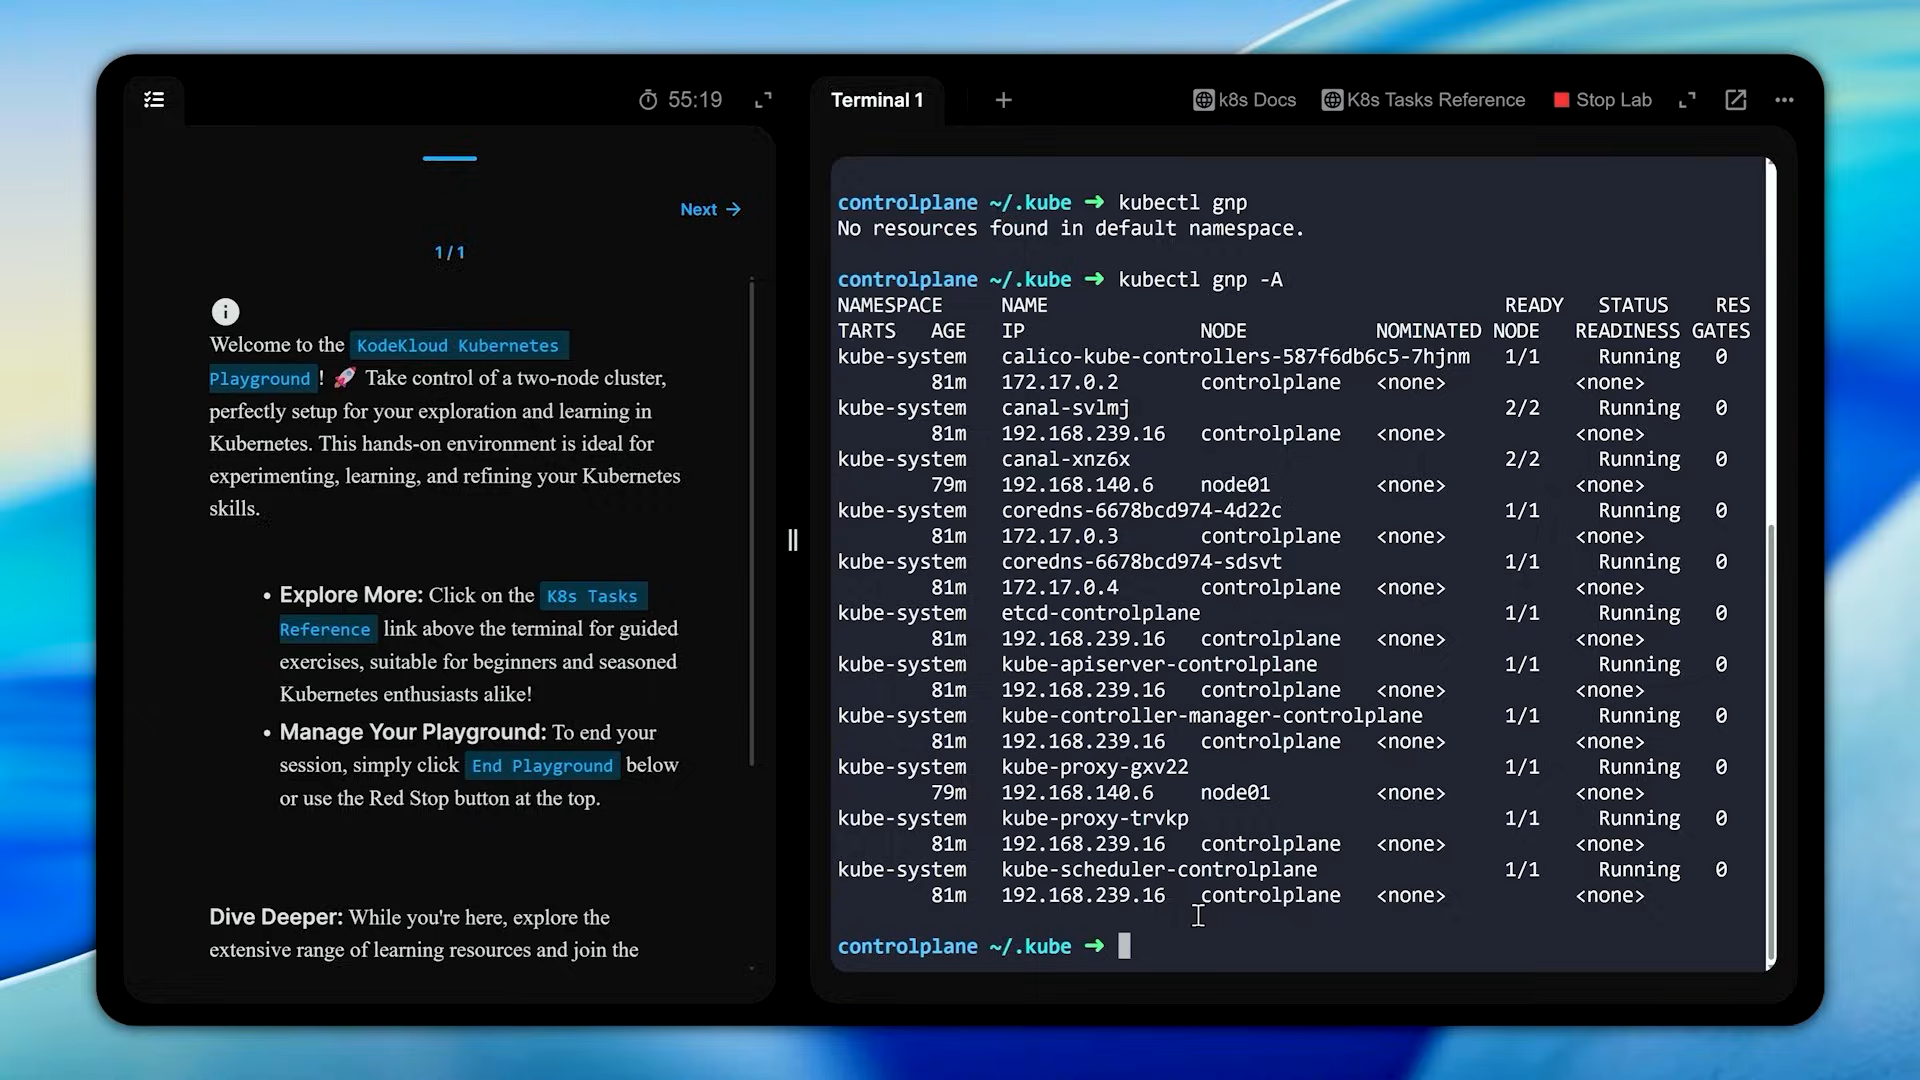 55:19
Next →
1/1
Welcome to the KodeKloud Kubernetes
Playground! 🚀 Take control of a two-node cluster,
perfectly setup for your exploration and learning in
Kubernetes. This hands-on environment is ideal for
experimenting, learning, and refining your Kubernetes
skills.
• Explore More: Click on the K8s Tasks
Reference link above the terminal for guided
exercises, suitable for beginners and seasoned
Kubernetes enthusiasts alike!
• Manage Your Playground: To end your
session, simply click End Playground below
or use the Red Stop button at the top.
Dive Deeper: While you're here, explore the
extensive range of learning resources and join the
Terminal 1 + k8s Docs K8s Tasks Reference Stop Lab
controlplane ~/.kube ➜ kubectl gnp
No resources found in default namespace.
controlplane ~/.kube ➜ kubectl gnp -A
NAMESPACE NAME READY STATUS RES
TARTS AGE IP NODE NOMINATED NODE READINESS GATES
kube-system calico-kube-controllers-587f6db6c5-7hjnm 1/1 Running 0
81m 172.17.0.2 controlplane <none> <none>
kube-system canal-svlmj 2/2 Running 0
81m 192.168.239.16 controlplane <none> <none>
kube-system canal-xnz6x 2/2 Running 0
79m 192.168.140.6 node01 <none> <none>
kube-system coredns-6678bcd974-4d22c 1/1 Running 0
81m 172.17.0.3 controlplane <none> <none>
kube-system coredns-6678bcd974-sdsvt 1/1 Running 0
81m 172.17.0.4 controlplane <none> <none>
kube-system etcd-controlplane 1/1 Running 0
81m 192.168.239.16 controlplane <none> <none>
kube-system kube-apiserver-controlplane 1/1 Running 0
81m 192.168.239.16 controlplane <none> <none>
kube-system kube-controller-manager-controlplane 1/1 Running 0
81m 192.168.239.16 controlplane <none> <none>
kube-system kube-proxy-gxv22 1/1 Running 0
79m 192.168.140.6 node01 <none> <none>
kube-system kube-proxy-trvkp 1/1 Running 0
81m 192.168.239.16 controlplane <none> <none>
kube-system kube-scheduler-controlplane 1/1 Running 0
81m 192.168.239.16 controlplane <none> <none>
controlplane ~/.kube ➜